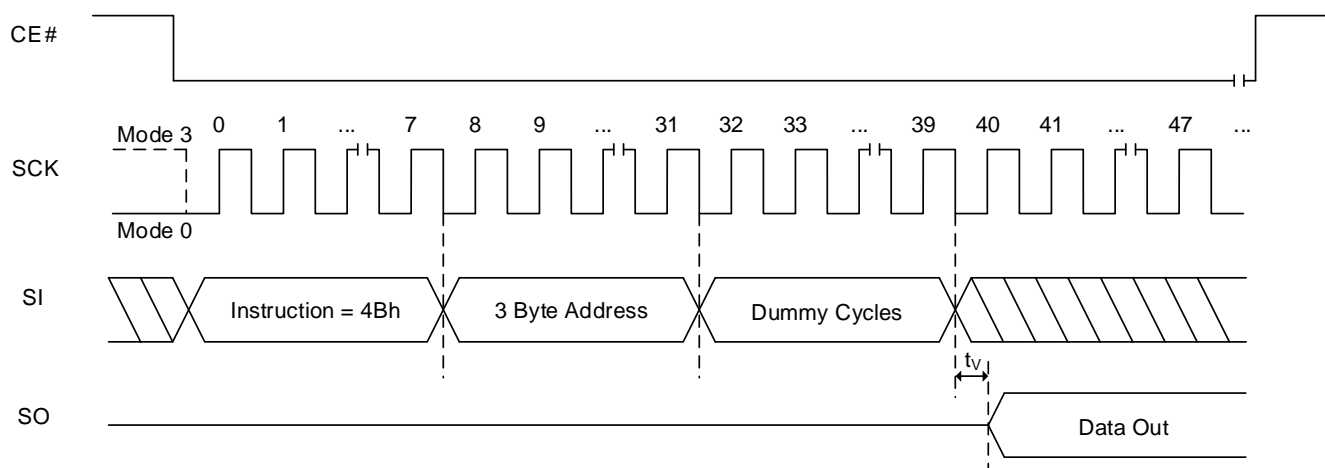 CE#
Mode 3 0 1 ... 7 8 9 ... 31 32 33 ... 39 40 41 ... 47 ...
SCK
Mode 0
SI Instruction = 4Bh 3 Byte Address Dummy Cycles
tV
SO Data Out